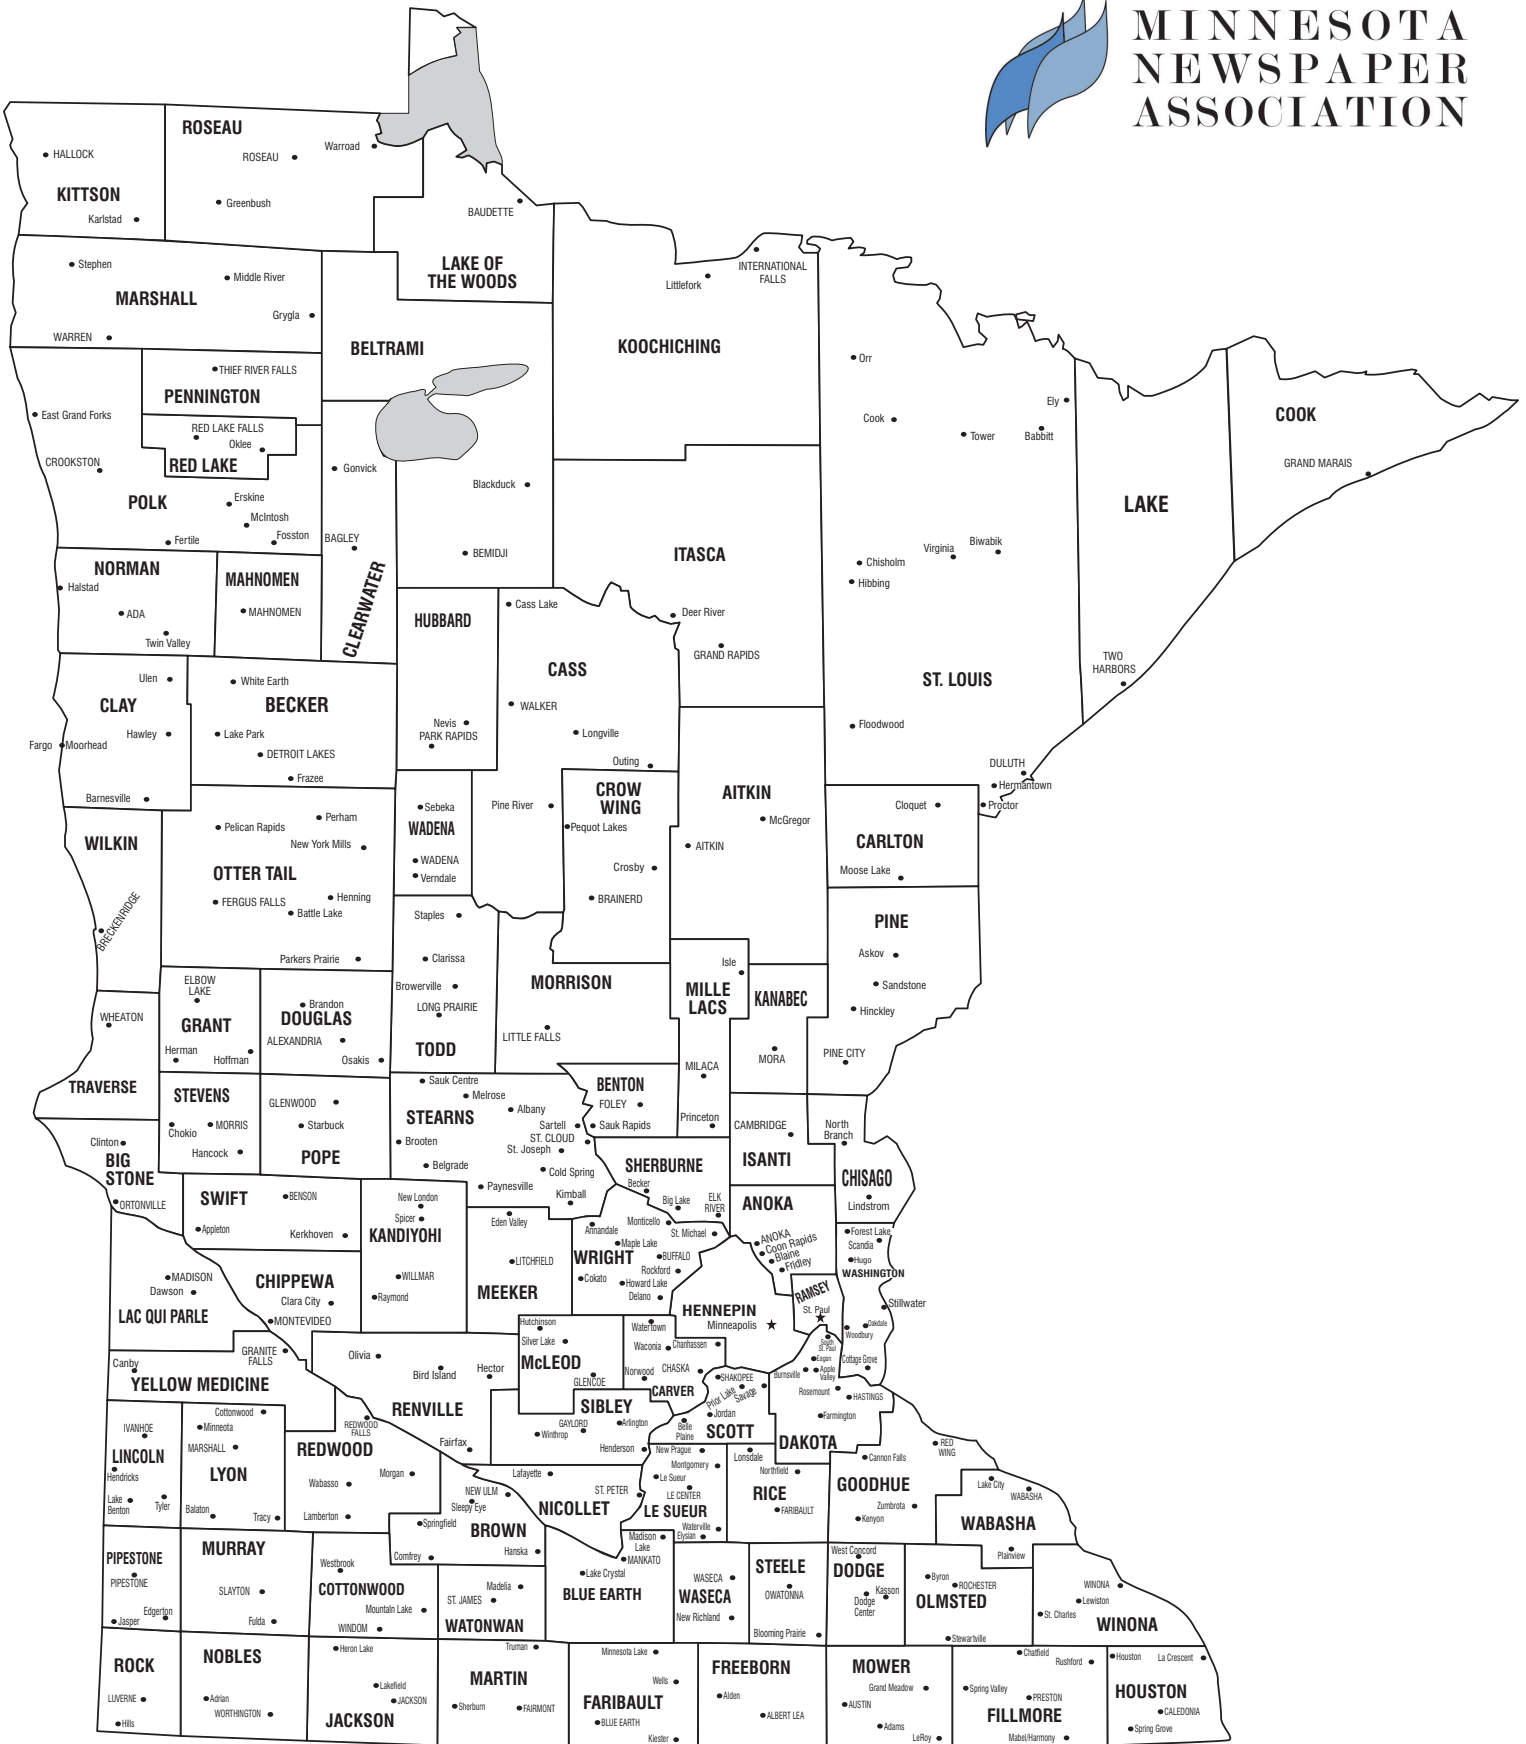 MINNESOTA
NEWSPAPER
ASSOCIATION
ROSEAU
Warroad
HALLOCK
ROSEAU
KITTSON
Greenbush
Karlstad
BAUDETTE
LAKE OF
THE WOODS
INTERNATIONAL
FALLS
Littlefork
Stephen
Middle River
MARSHALL
Grygla
WARREN
BELTRAMI
KOOCHICHING
Orr
THIEF RIVER FALLS
PENNINGTON
East Grand Forks
RED LAKE FALLS
Oklee
RED LAKE
CROOKSTON
Gonvick
Blackduck
Ely
Cook
Tower
Babbitt
COOK
GRAND MARAIS
LAKE
POLK
Erskine
McIntosh
Fertile
Fosston
BAGLEY
BEMIDJI
ITASCA
Virginia
Biwabik
Chisholm
Hibbing
NORMAN
Halstad
ADA
Twin Valley
MAHNOMEN
MAHNOMEN
CLEARWATER
HUBBARD
Cass Lake
Deer River
GRAND RAPIDS
CASS
ST. LOUIS
TWO
HARBORS
Ulen
CLAY
Hawley
Fargo
Moorhead
Barnesville
White Earth
BECKER
Lake Park
DETROIT LAKES
Frazee
Nevis
PARK RAPIDS
WALKER
Longville
Outing
Floodwood
DULUTH
Hermantown
Proctor
Cloquet
CARLTON
Moose Lake
WILKIN
BRECKENRIDGE
Pelican Rapids
Perham
New York Mills
OTTER TAIL
FERGUS FALLS
Henning
Battle Lake
Parkers Prairie
Sebeka
WADENA
WADENA
Verndale
Pine River
CROW
WING
Pequot Lakes
Crosby
BRAINERD
AITKIN
McGregor
AITKIN
PINE
Askov
Sandstone
Hinckley
PINE CITY
Staples
Clarissa
Browerville
LONG PRAIRIE
TODD
MORRISON
LITTLE FALLS
Isle
MILLE
LACS
MILACA
Princeton
KANABEC
MORA
WHEATON
TRAVERSE
ELBOW
LAKE
GRANT
Herman
Hoffman
Brandon
DOUGLAS
ALEXANDRIA
Osakis
STEVENS
Chokio
MORRIS
Hancock
GLENWOOD
Starbuck
POPE
Sauk Centre
Melrose
STEARNS
Albany
Sartell
ST. CLOUD
St. Joseph
Brooten
Belgrade
Cold Spring
Paynesville
Kimball
BENTON
FOLEY
Sauk Rapids
SHERBURNE
Becker
Big Lake
ELK
RIVER
CAMBRIDGE
ISANTI
North
Branch
CHISAGO
Lindstrom
Clinton
BIG
STONE
ORTONVILLE
SWIFT
BENSON
Appleton
Kerkhoven
New London
Spicer
KANDIYOHI
WILLMAR
Raymond
Eden Valley
LITCHFIELD
MEEKER
Annandale
Monticello
St. Michael
Maple Lake
WRIGHT
BUFFALO
Rockford
Cokato
Howard Lake
Delano
ANOKA
ANOKA
Coon Rapids
Blaine
Fridley
Forest Lake
Scandia
Hugo
WASHINGTON
Stillwater
Oakdale
Woodbury
Cottage Grove
RAMSEY
St. Paul
HENNEPIN
Minneapolis
MADISON
Dawson
LAC QUI PARLE
CHIPPEWA
Clara City
MONTEVIDEO
GRANITE
FALLS
Canby
YELLOW MEDICINE
Olivia
Bird Island
Hector
RENVILLE
Fairfax
Hutchinson
Silver Lake
McLEOD
GLENCOE
Watertown
Waconia
Chanhassen
Norwood
CHASKA
CARVER
SHAKOPEE
Prior Lake
Savage
Jordan
Belle
Plaine
SCOTT
South
St. Paul
Eagan
Burnsville
Apple
Valley
Rosemount
HASTINGS
Farmington
DAKOTA
SIBLEY
GAYLORD
Arlington
Winthrop
Henderson
IVANHOE
LINCOLN
Hendricks
Lake
Benton
Tyler
Cottonwood
Minneota
MARSHALL
LYON
Balaton
Tracy
REDWOOD
FALLS
REDWOOD
Wabasso
Morgan
Lamberton
NEW ULM
Sleepy Eye
Springfield
BROWN
Comfrey
Hanska
Lafayette
ST. PETER
NICOLLET
New Prague
Montgomery
Le Sueur
LE CENTER
LE SUEUR
Waterville
Elysian
Lonsdale
Northfield
RICE
FARIBAULT
Cannon Falls
RED
WING
GOODHUE
Zumbrota
Kenyon
Lake City
WABASHA
WABASHA
Plainview
PIPESTONE
PIPESTONE
Edgerton
Jasper
MURRAY
SLAYTON
Fulda
Westbrook
COTTONWOOD
Mountain Lake
WINDOM
Madelia
ST. JAMES
WATONWAN
Madison
Lake
MANKATO
Lake Crystal
BLUE EARTH
WASECA
WASECA
New Richland
STEELE
OWATONNA
Blooming Prairie
West Concord
DODGE
Kasson
Dodge
Center
Byron
ROCHESTER
OLMSTED
Stewartville
WINONA
Lewiston
St. Charles
WINONA
ROCK
LUVERNE
Hills
NOBLES
Adrian
WORTHINGTON
Heron Lake
Lakefield
JACKSON
JACKSON
Truman
MARTIN
Sherburn
FAIRMONT
Minnesota Lake
Wells
FARIBAULT
BLUE EARTH
Kiester
FREEBORN
Alden
ALBERT LEA
MOWER
Grand Meadow
AUSTIN
Adams
LeRoy
Chatfield
Rushford
Spring Valley
PRESTON
FILLMORE
Mabel/Harmony
Houston
La Crescent
HOUSTON
CALEDONIA
Spring Grove